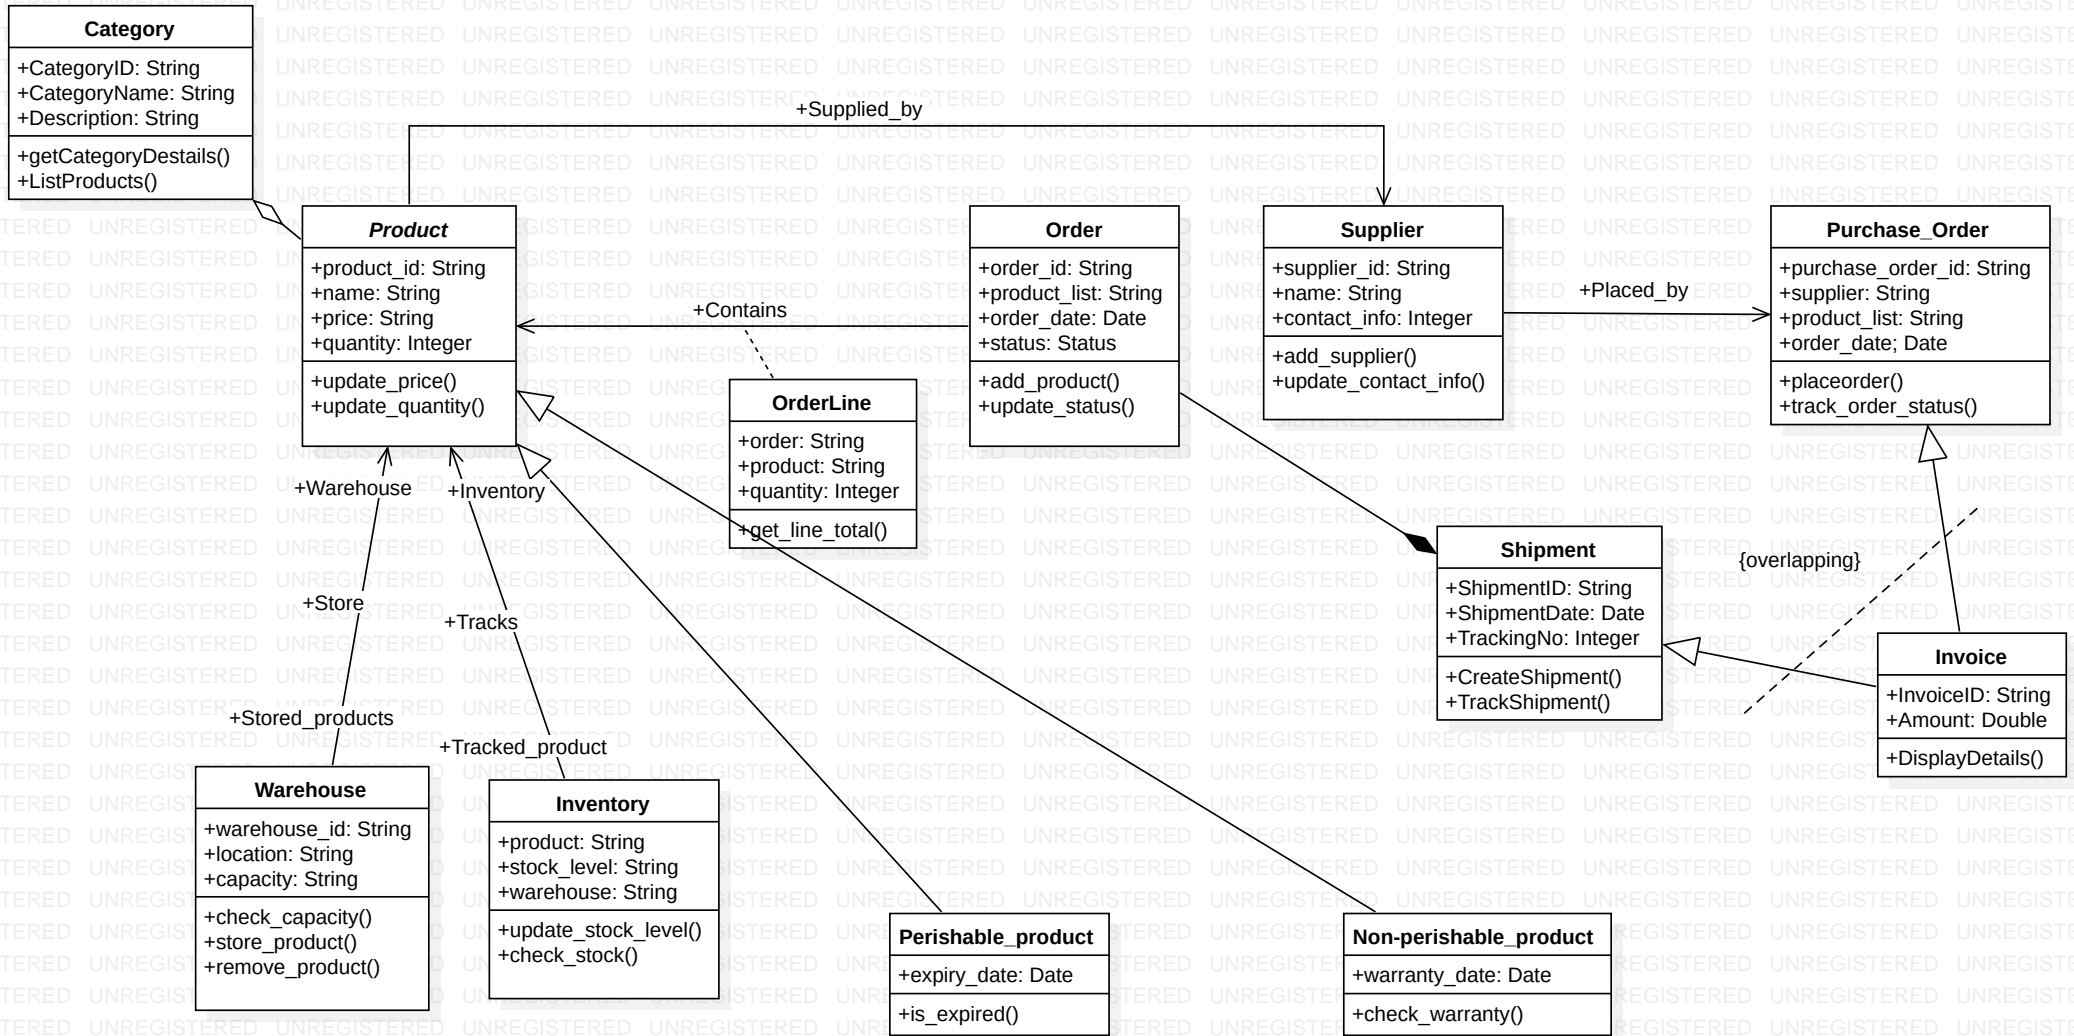 Category
+CategoryID: String
+CategoryName: String
+Description: String
+getCategoryDestails()
+ListProducts()
+Supplied_by
Product
+product_id: String
+name: String
+price: String
+quantity: Integer
+update_price()
+update_quantity()
+Contains
OrderLine
+order: String
+product: String
+quantity: Integer
+get_line_total()
Order
+order_id: String
+product_list: String
+order_date: Date
+status: Status
+add_product()
+update_status()
Supplier
+supplier_id: String
+name: String
+contact_info: Integer
+add_supplier()
+update_contact_info()
+Placed_by
Purchase_Order
+purchase_order_id: String
+supplier: String
+product_list: String
+order_date; Date
+placeorder()
+track_order_status()
+Warehouse
+Inventory
+Store
+Tracks
+Stored_products
+Tracked_product
Shipment
+ShipmentID: String
+ShipmentDate: Date
+TrackingNo: Integer
+CreateShipment()
+TrackShipment()
{overlapping}
Invoice
+InvoiceID: String
+Amount: Double
+DisplayDetails()
Warehouse
+warehouse_id: String
+location: String
+capacity: String
+check_capacity()
+store_product()
+remove_product()
Inventory
+product: String
+stock_level: String
+warehouse: String
+update_stock_level()
+check_stock()
Perishable_product
+expiry_date: Date
+is_expired()
Non-perishable_product
+warranty_date: Date
+check_warranty()
UNREGISTERED